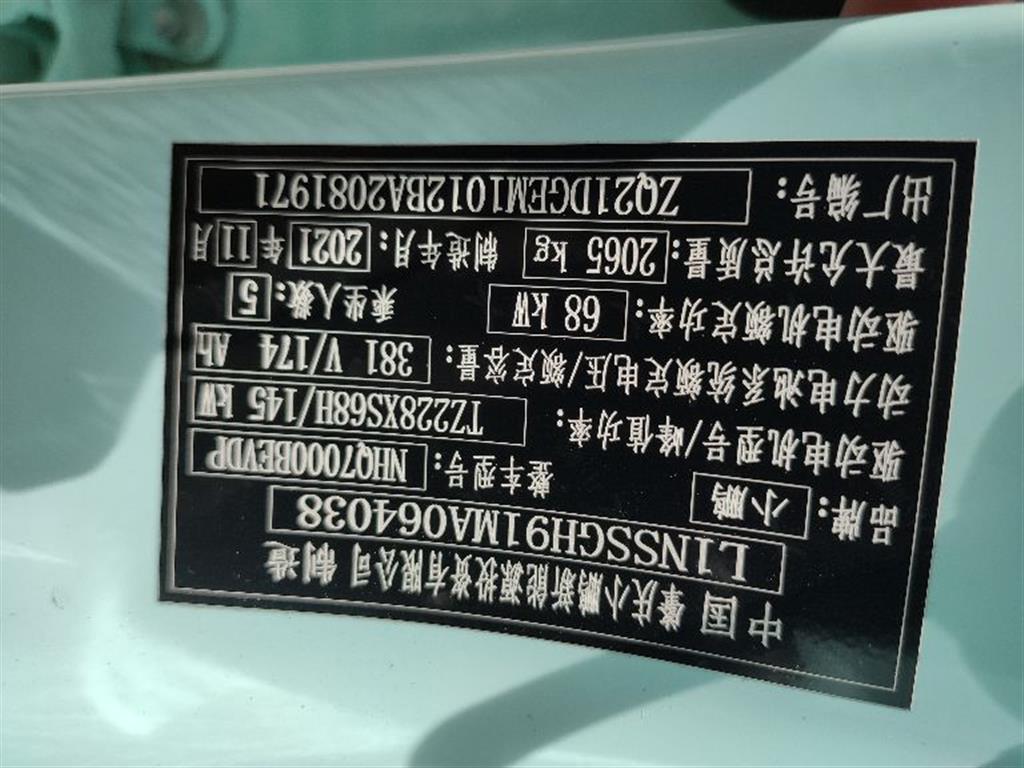 中国 肇庆小鹏新能源投资有限公司 制造
L1NSSGH91MA064038
品牌: 小鹏 整车型号: NHQ7000BEVDP
驱动电机型号/峰值功率: TZ228XS68H/145 kW
动力电池系统额定电压/额定容量: 381 V/174 Ah
驱动电机额定功率: 68 kW 乘坐人数: 5
最大允许总质量: 2065 kg 制造年月: 2021 年 11 月
出厂编号: ZQ21DGEM1012BA2081971